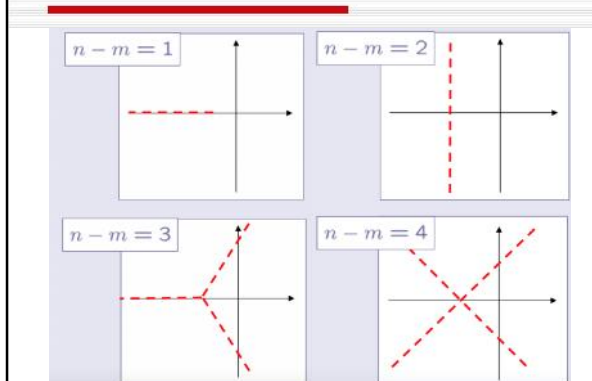 n − m = 1
n − m = 2
n − m = 3
n − m = 4